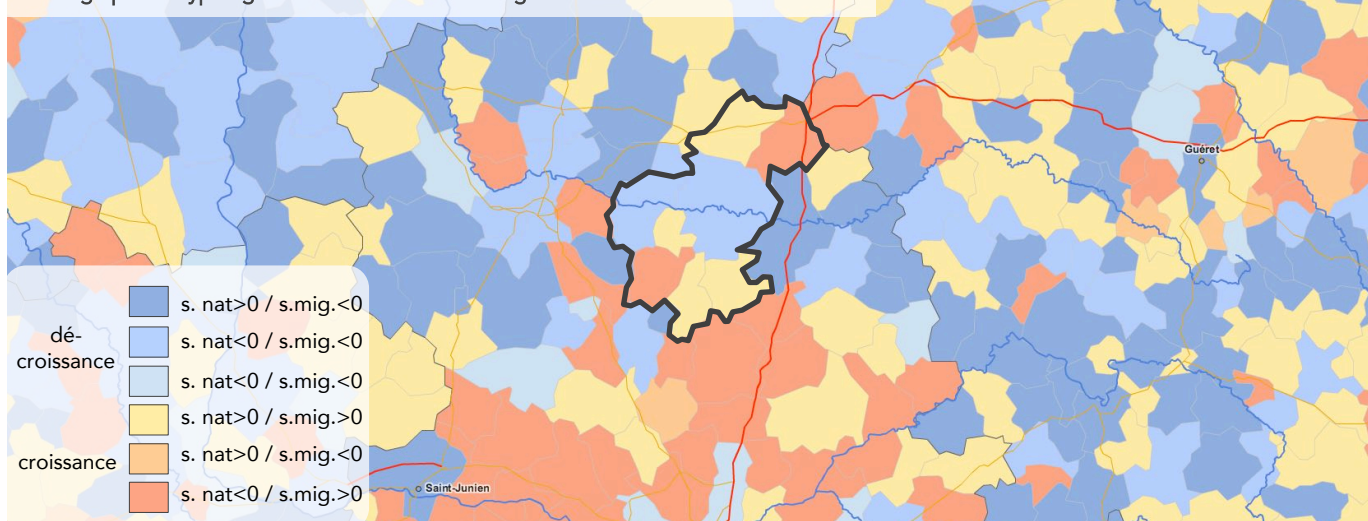 Guéret
dé-
croissance
croissance
s. nat>0 / s.mig.<0
s. nat<0 / s.mig.<0
s. nat<0 / s.mig.<0
s. nat>0 / s.mig.>0
s. nat>0 / s.mig.<0
s. nat<0 / s.mig.>0
Saint-Junien